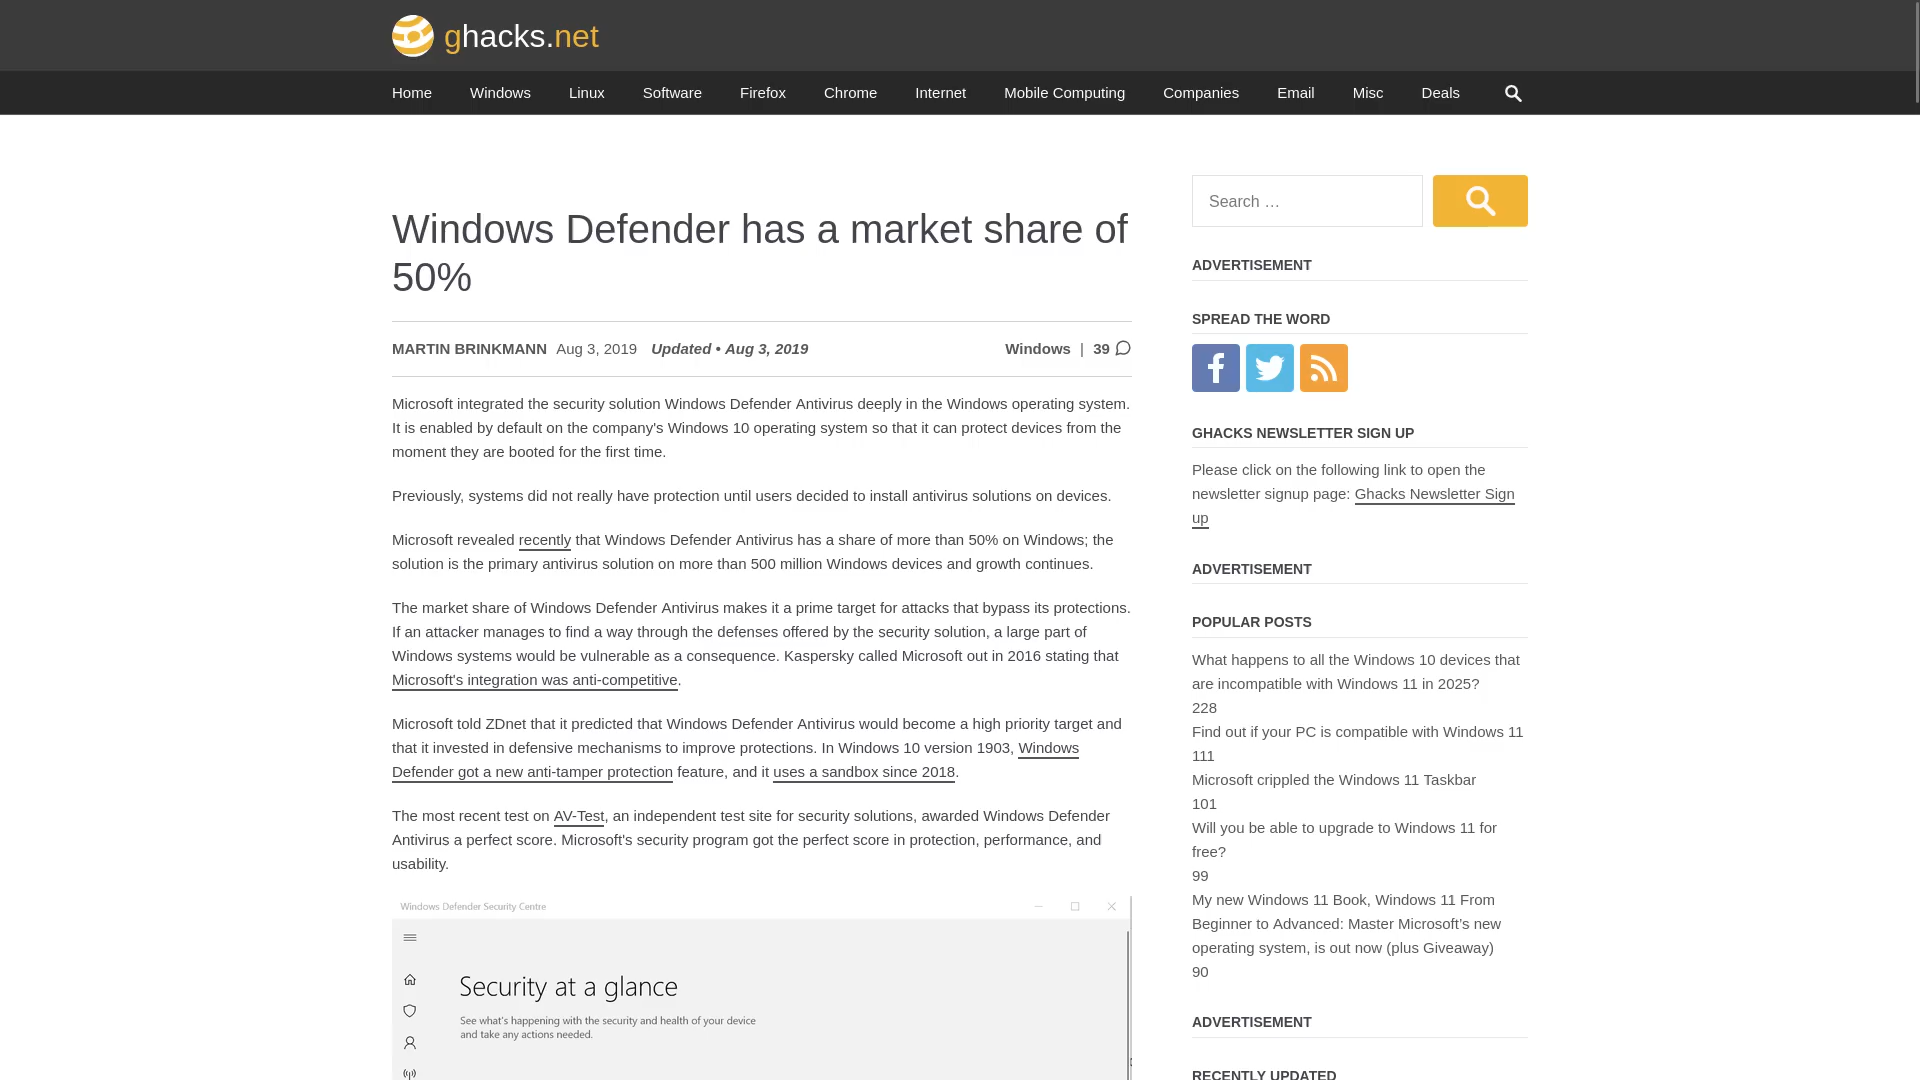 ghacks.net
Home Windows Linux Software Firefox Chrome Internet Mobile Computing Companies Email Misc Deals
Windows Defender has a market share of
50%
MARTIN BRINKMANN Aug 3, 2019 Updated • Aug 3, 2019 Windows | 39
Microsoft integrated the security solution Windows Defender Antivirus deeply in the Windows operating system.
It is enabled by default on the company's Windows 10 operating system so that it can protect devices from the
moment they are booted for the first time.
Previously, systems did not really have protection until users decided to install antivirus solutions on devices.
Microsoft revealed recently that Windows Defender Antivirus has a share of more than 50% on Windows; the
solution is the primary antivirus solution on more than 500 million Windows devices and growth continues.
The market share of Windows Defender Antivirus makes it a prime target for attacks that bypass its protections.
If an attacker manages to find a way through the defenses offered by the security solution, a large part of
Windows systems would be vulnerable as a consequence. Kaspersky called Microsoft out in 2016 stating that
Microsoft's integration was anti-competitive.
Microsoft told ZDnet that it predicted that Windows Defender Antivirus would become a high priority target and
that it invested in defensive mechanisms to improve protections. In Windows 10 version 1903, Windows
Defender got a new anti-tamper protection feature, and it uses a sandbox since 2018.
The most recent test on AV-Test, an independent test site for security solutions, awarded Windows Defender
Antivirus a perfect score. Microsoft's security program got the perfect score in protection, performance, and
usability.
Windows Defender Security Centre
Security at a glance
See what's happening with the security and health of your device
and take any actions needed.
Search …
ADVERTISEMENT
SPREAD THE WORD
GHACKS NEWSLETTER SIGN UP
Please click on the following link to open the
newsletter signup page: Ghacks Newsletter Sign
up
ADVERTISEMENT
POPULAR POSTS
What happens to all the Windows 10 devices that
are incompatible with Windows 11 in 2025?
228
Find out if your PC is compatible with Windows 11
111
Microsoft crippled the Windows 11 Taskbar
101
Will you be able to upgrade to Windows 11 for
free?
99
My new Windows 11 Book, Windows 11 From
Beginner to Advanced: Master Microsoft's new
operating system, is out now (plus Giveaway)
90
ADVERTISEMENT
RECENTLY UPDATED